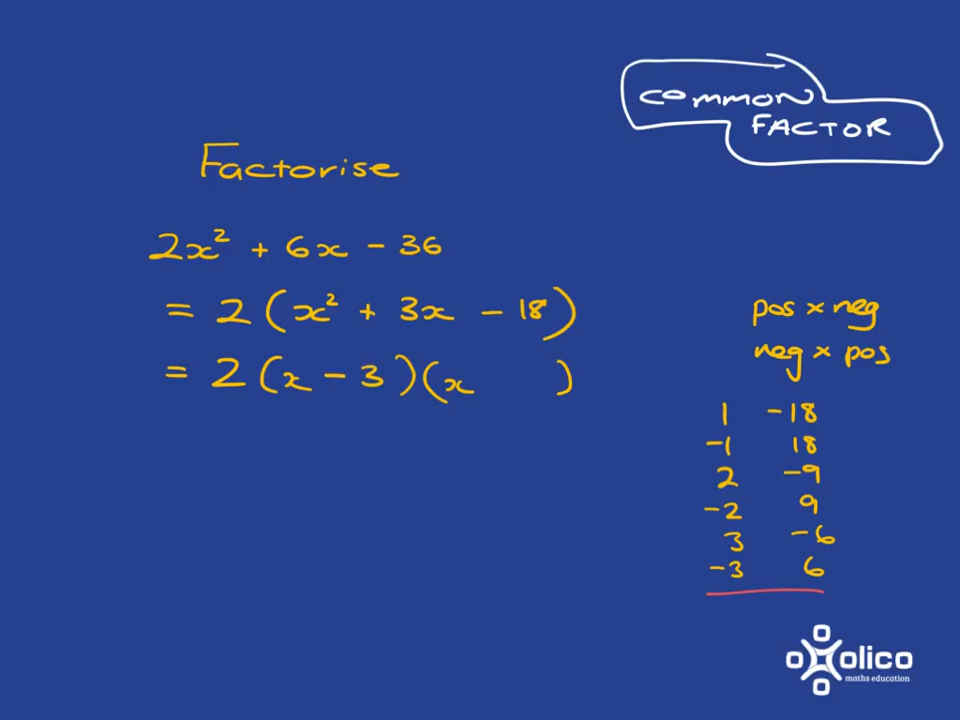 COMMON
FACTOR
Factorise
2x² + 6x - 36
= 2 (x² + 3x - 18)
= 2 (x - 3)(x )
pos × neg
neg × pos
1 -18
-1 18
2 -9
-2 9
3 -6
-3 6
olico
maths education